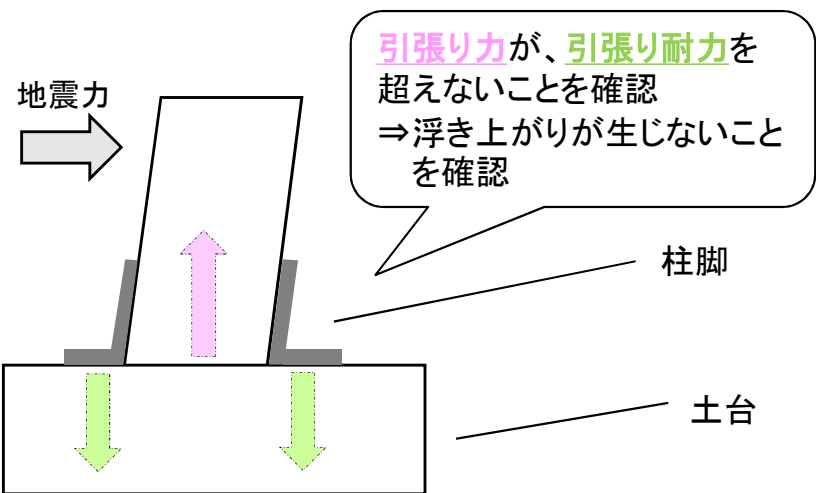 引張り力が、引張り耐力を
超えないことを確認
⇒浮き上がりが生じないこと
を確認
地震力
柱脚
土台